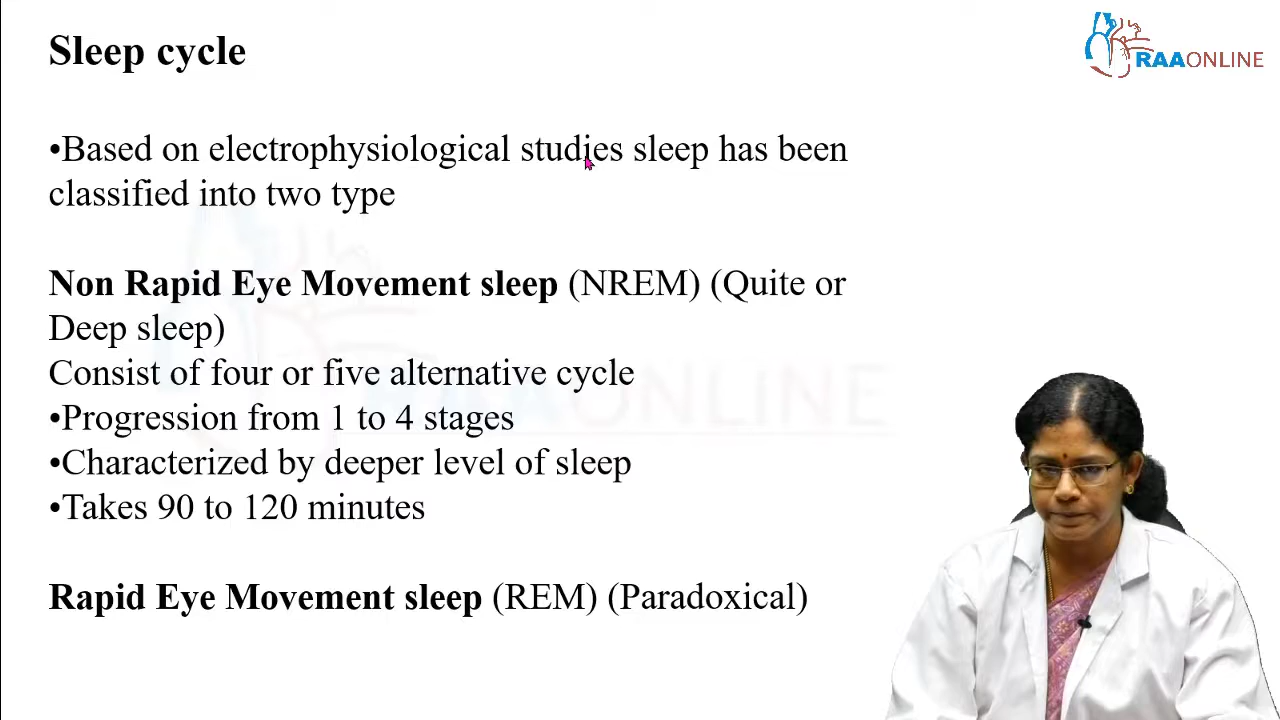 Sleep cycle
RAAONLINE
•Based on electrophysiological studies sleep has been
classified into two type
Non Rapid Eye Movement sleep (NREM) (Quite or
Deep sleep)
Consist of four or five alternative cycle
•Progression from 1 to 4 stages
•Characterized by deeper level of sleep
•Takes 90 to 120 minutes
Rapid Eye Movement sleep (REM) (Paradoxical)
RAAONLINE